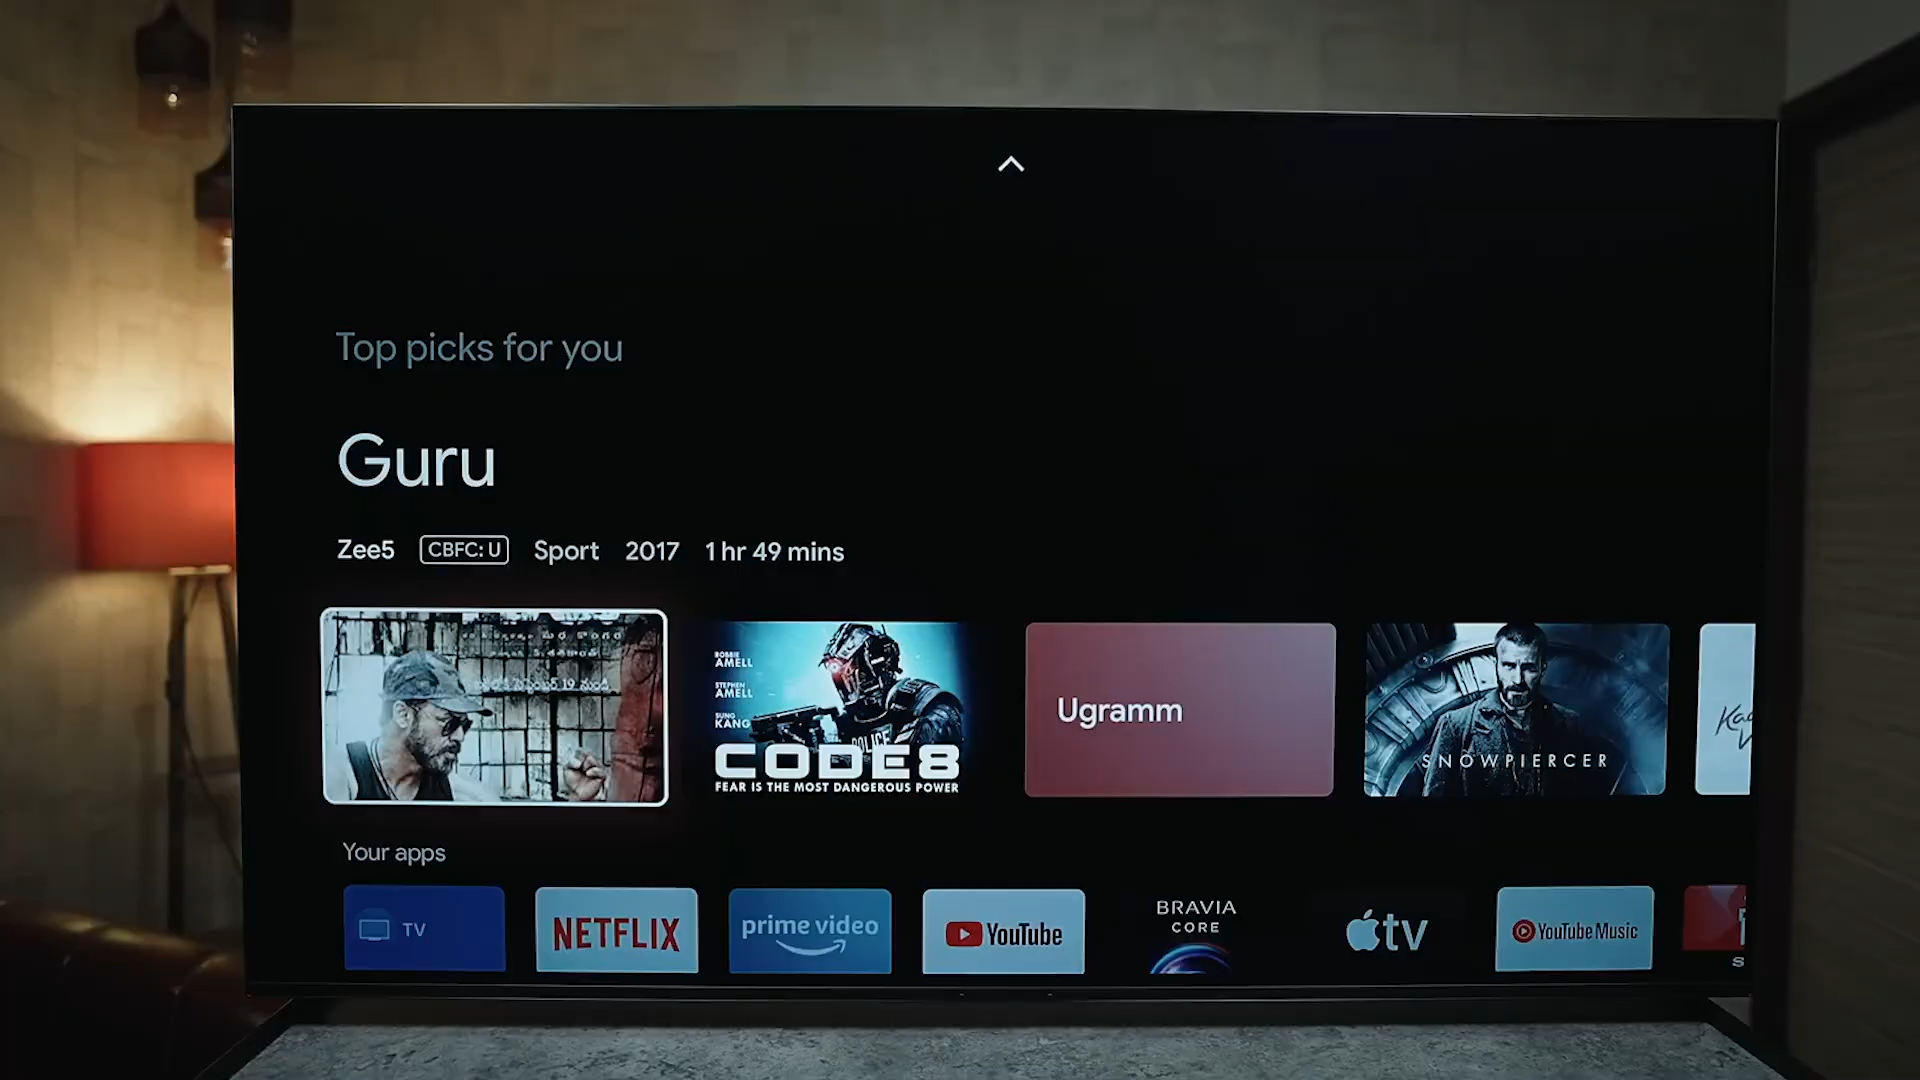 Top picks for you
Guru
Zee5 CBFC: U Sport 2017 1 hr 49 mins
ROBBIE
AMELL
STEPHEN
AMELL
SUNG
KANG
POLICE
CODE8
FEAR IS THE MOST DANGEROUS POWER
Ugramm
SNOWPIERCER
Your apps
TV
NETFLIX
prime video
YouTube
BRAVIA
CORE
tv
YouTube Music